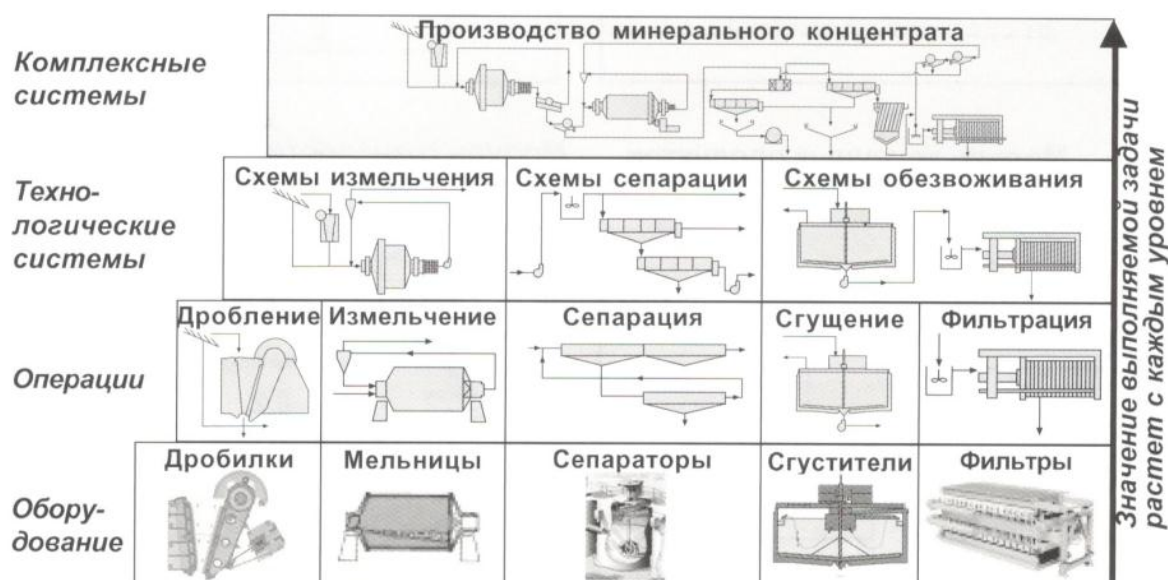 Производство минерального концентрата
Комплексные
системы
Схемы измельчения
Схемы сепарации
Схемы обезвоживания
Техно-
логические
системы
Дробление
Измельчение
Сепарация
Сгущение
Фильтрация
Операции
Дробилки
Мельницы
Сепараторы
Сгустители
Фильтры
Обору-
дование
Значение выполняемой задачи
растет с каждым уровнем